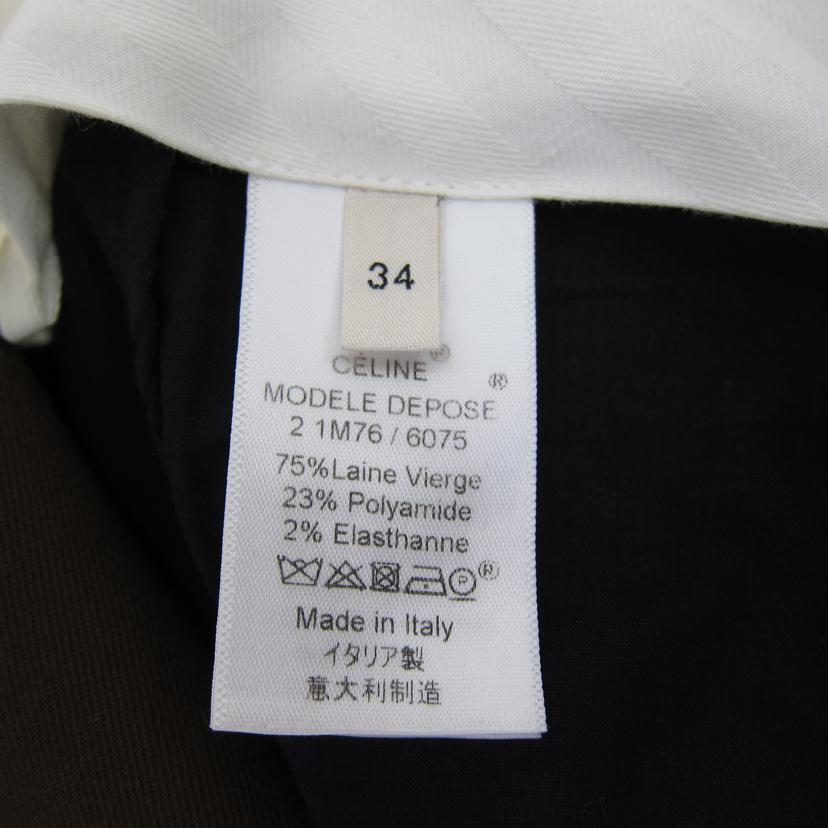 34
CÉLINE®
MODELE DEPOSE®
2 1M76 / 6075
75%Laine Vierge
23% Polyamide
2% Elasthanne
P ®
Made in Italy
イタリア製
意大利制造